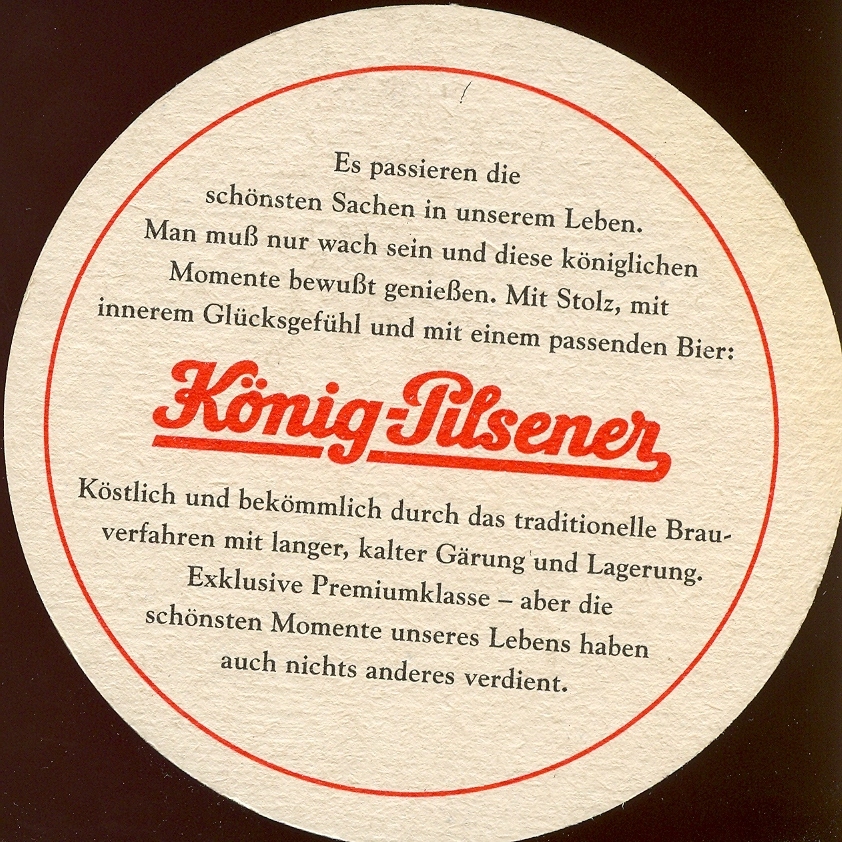 Es passieren die
schönsten Sachen in unserem Leben.
Man muß nur wach sein und diese königlichen
Momente bewußt genießen. Mit Stolz, mit
innerem Glücksgefühl und mit einem passenden Bier:
König-Pilsener
Köstlich und bekömmlich durch das traditionelle Brau-
verfahren mit langer, kalter Gärung und Lagerung.
Exklusive Premiumklasse – aber die
schönsten Momente unseres Lebens haben
auch nichts anderes verdient.